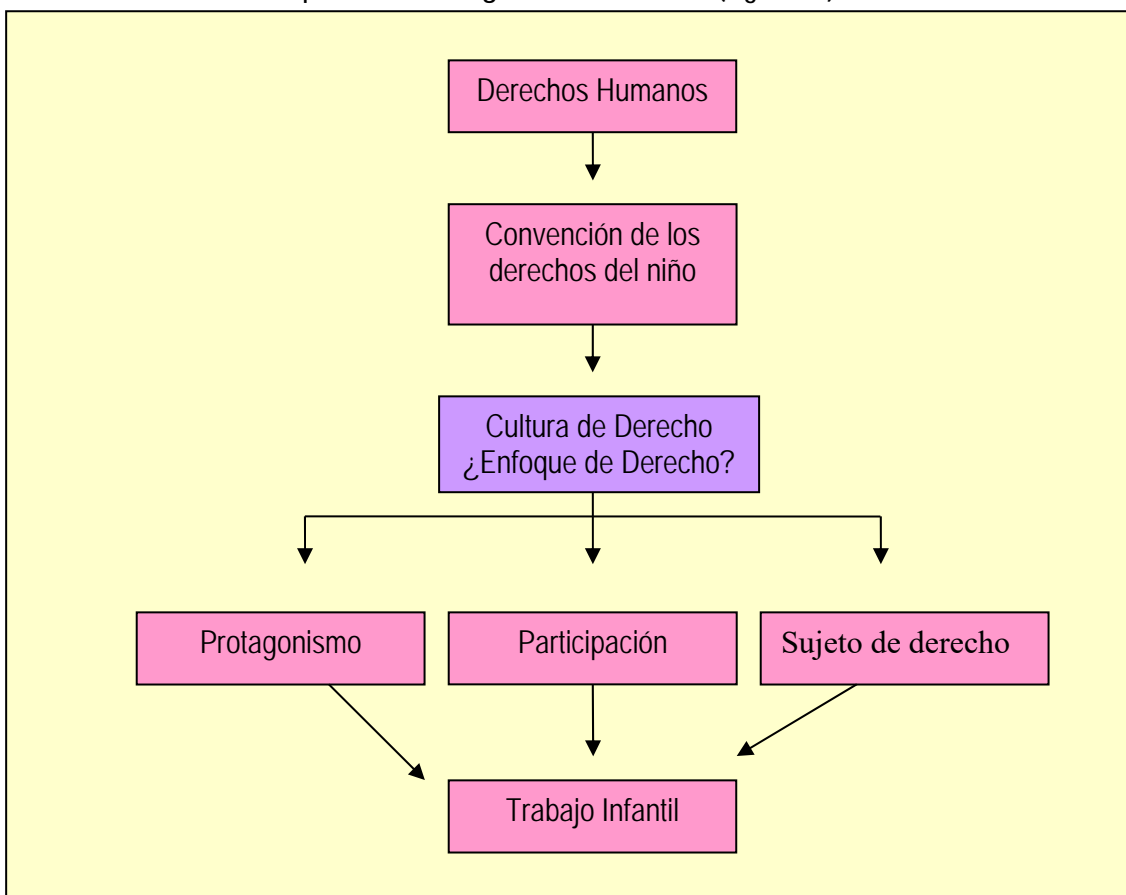 Derechos Humanos
Convención de los
derechos del niño
Cultura de Derecho
¿Enfoque de Derecho?
Protagonismo
Participación
Sujeto de derecho
Trabajo Infantil